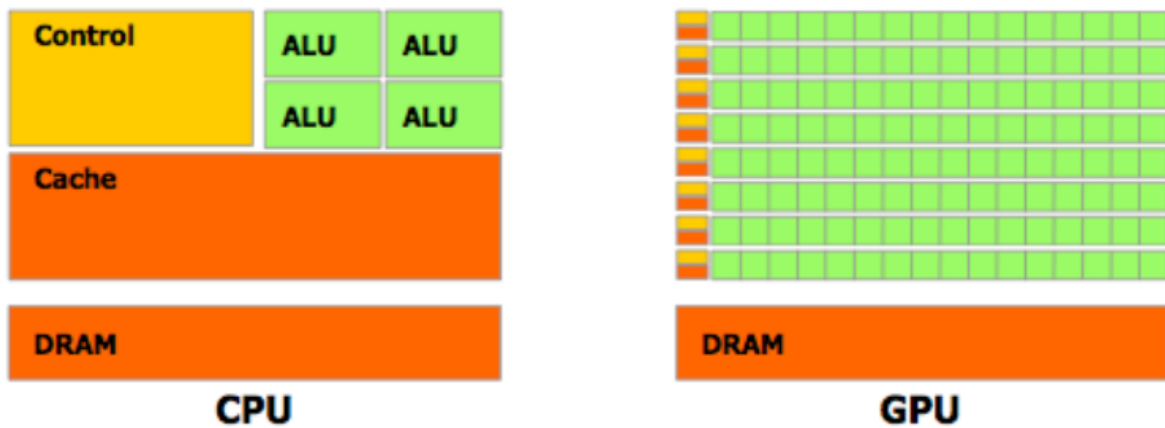 Control
ALU ALU
ALU ALU
Cache
DRAM
DRAM
CPU
GPU